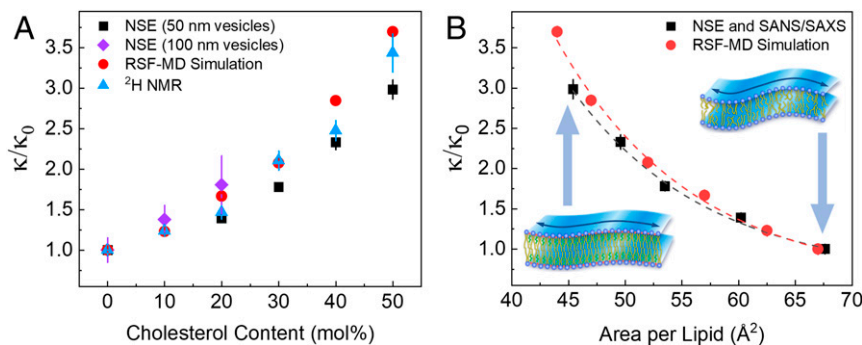 A
NSE (50 nm vesicles)
NSE (100 nm vesicles)
RSF-MD Simulation
²H NMR
κ/κ₀
3.5
3.0
2.5
2.0
1.5
1.0
0 10 20 30 40 50
Cholesterol Content (mol%)
B
NSE and SANS/SAXS
RSF-MD Simulation
κ/κ₀
3.5
3.0
2.5
2.0
1.5
1.0
40 45 50 55 60 65 70
Area per Lipid (Å²)